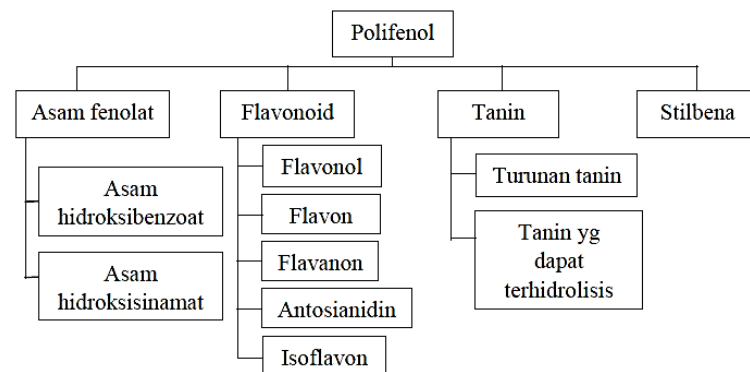 Polifenol
Asam fenolat
Flavonoid
Tanin
Stilbena
Asam
hidroksibenzoat
Asam
hidroksisinamat
Flavonol
Flavon
Flavanon
Antosianidin
Isoflavon
Turunan tanin
Tanin yg
dapat
terhidrolisis